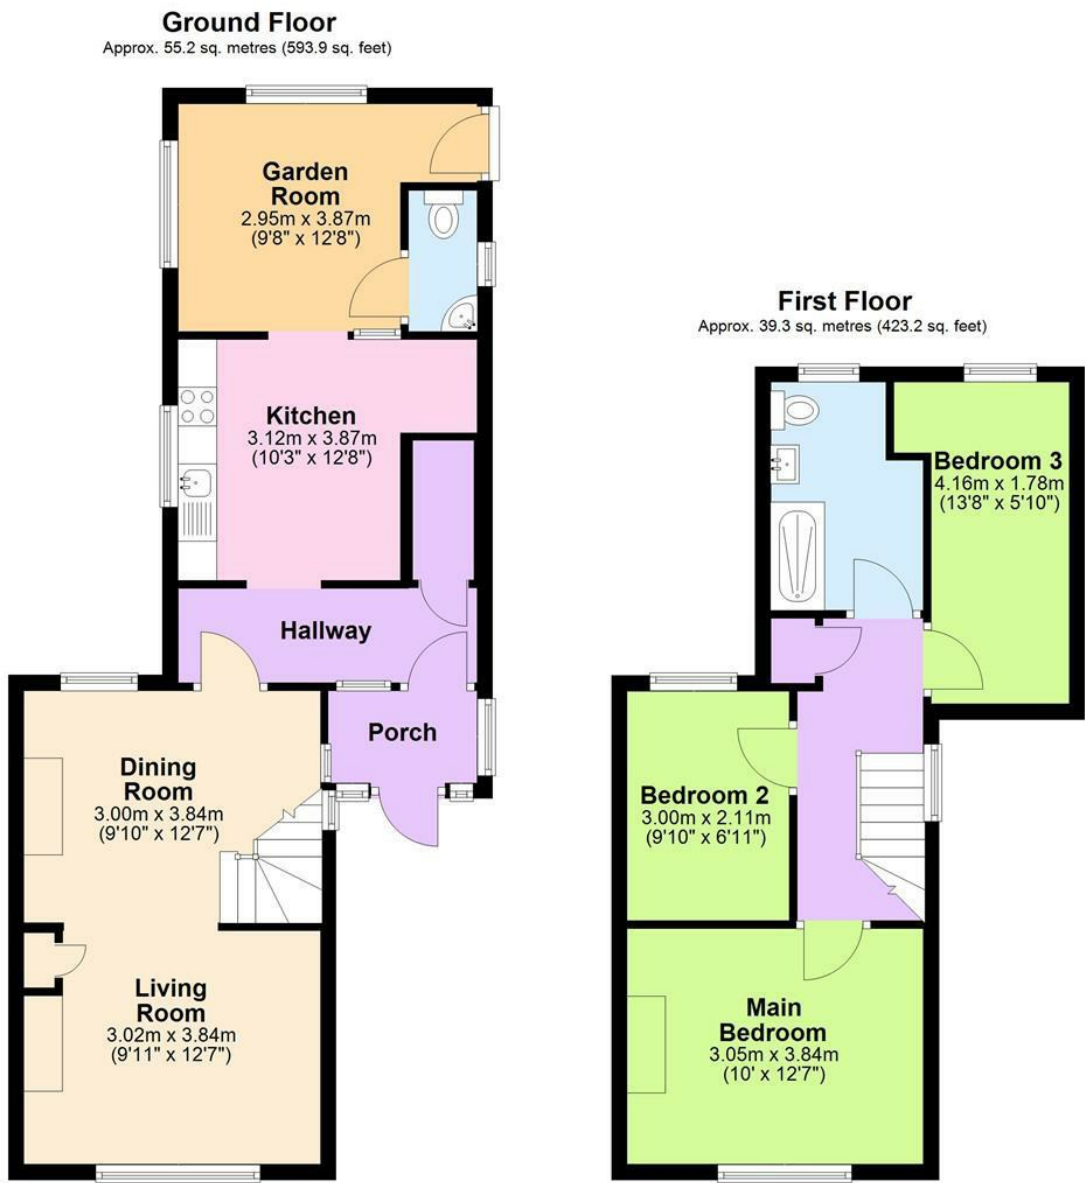 Ground Floor
Approx. 55.2 sq. metres (593.9 sq. feet)
Garden
Room
2.95m x 3.87m
(9'8" x 12'8")
Kitchen
3.12m x 3.87m
(10'3" x 12'8")
Hallway
Porch
Dining
Room
3.00m x 3.84m
(9'10" x 12'7")
Living
Room
3.02m x 3.84m
(9'11" x 12'7")
First Floor
Approx. 39.3 sq. metres (423.2 sq. feet)
Bedroom 3
4.16m x 1.78m
(13'8" x 5'10")
Bedroom 2
3.00m x 2.11m
(9'10" x 6'11")
Main
Bedroom
3.05m x 3.84m
(10' x 12'7")